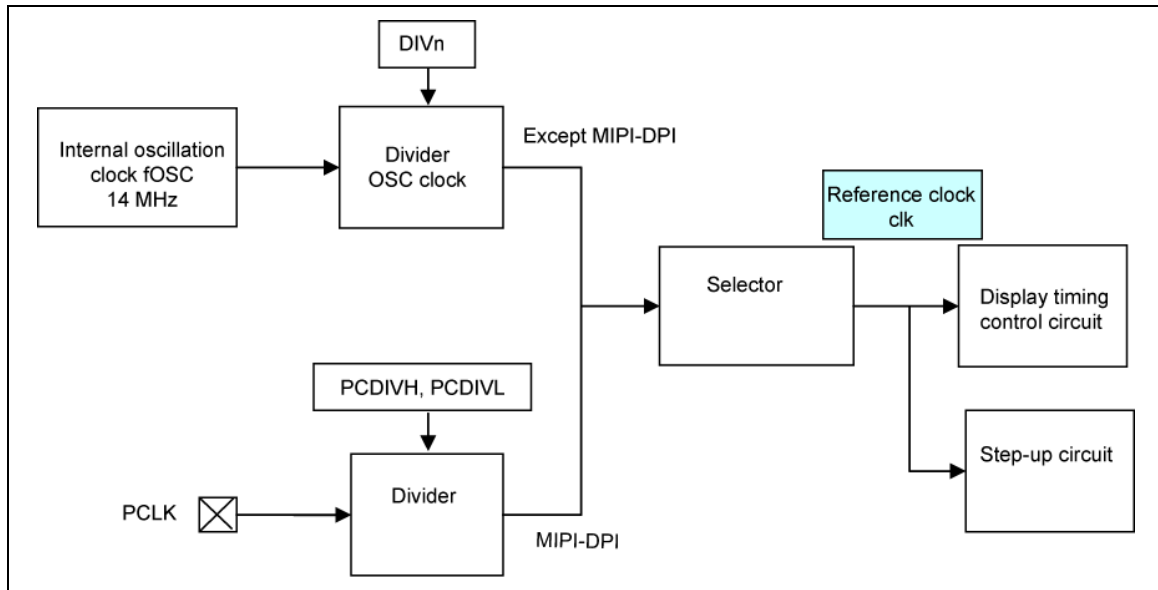 DIVn
Internal oscillation
clock fOSC
14 MHz
Divider
OSC clock
Except MIPI-DPI
Reference clock
clk
Selector
Display timing
control circuit
PCDIVH, PCDIVL
Step-up circuit
Divider
PCLK
MIPI-DPI